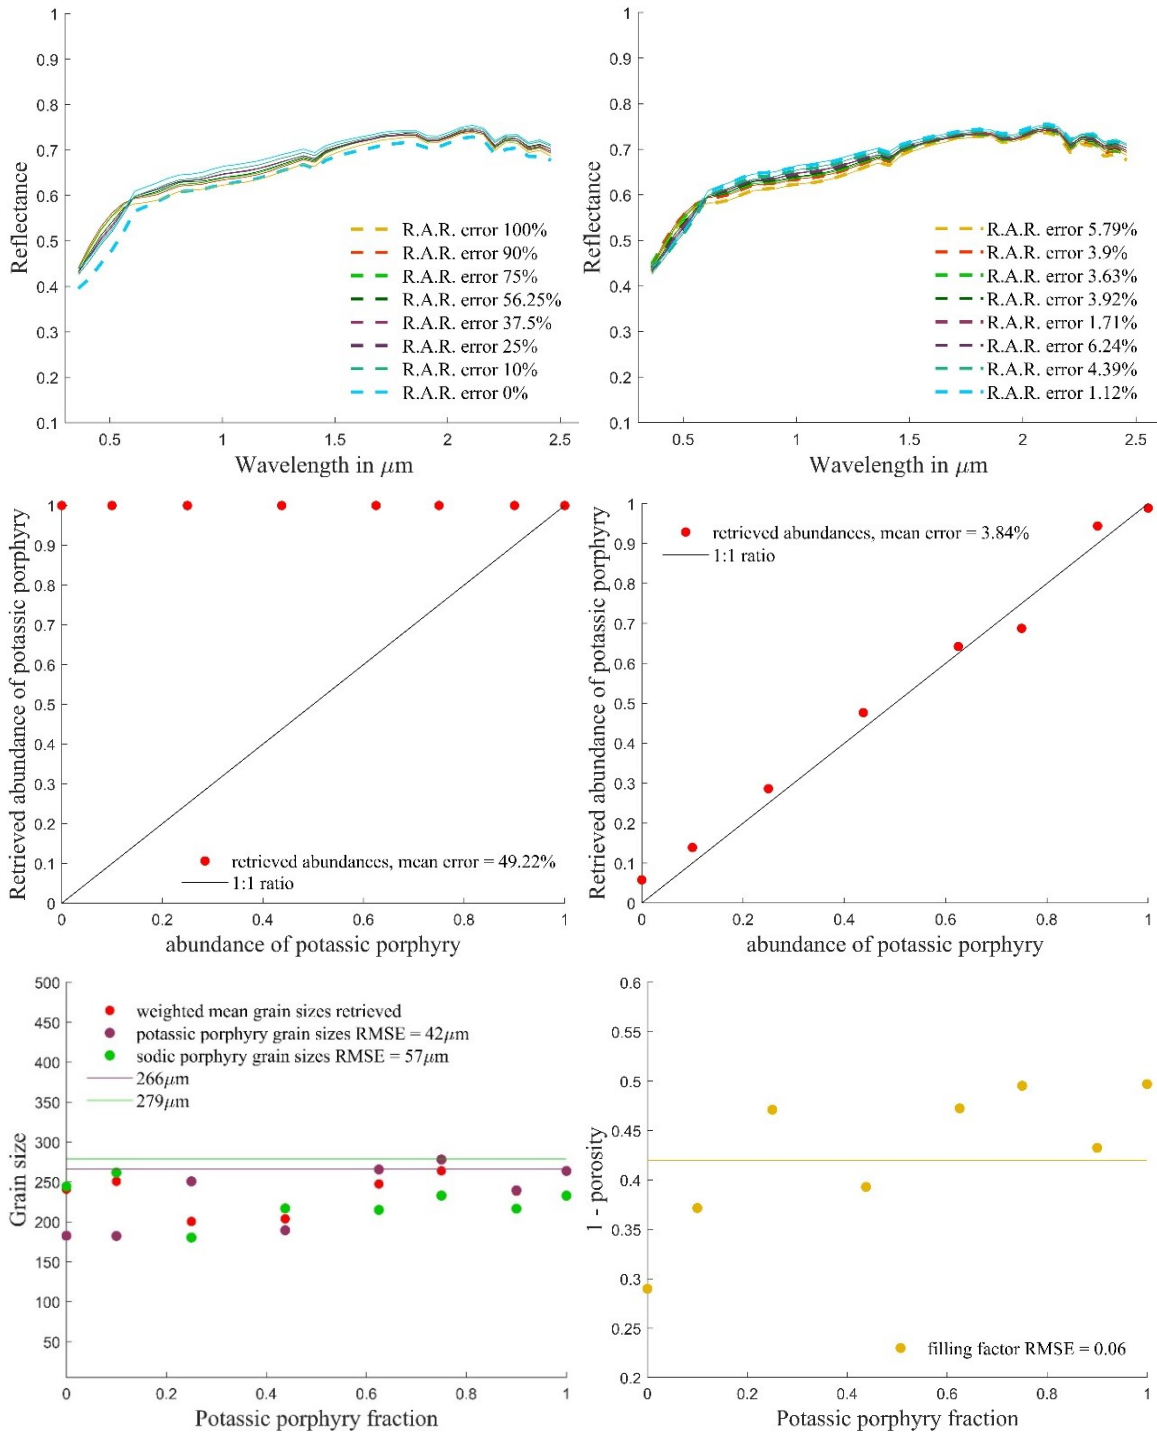 1
0.9
0.8
0.7
0.6
0.5
0.4
0.3
0.2
0.1
Reflectance
0.5
1
1.5
2
2.5
Wavelength in μm
R.A.R. error 100%
R.A.R. error 90%
R.A.R. error 75%
R.A.R. error 56.25%
R.A.R. error 37.5%
R.A.R. error 25%
R.A.R. error 10%
R.A.R. error 0%
1
0.9
0.8
0.7
0.6
0.5
0.4
0.3
0.2
0.1
Reflectance
0.5
1
1.5
2
2.5
Wavelength in μm
R.A.R. error 5.79%
R.A.R. error 3.9%
R.A.R. error 3.63%
R.A.R. error 3.92%
R.A.R. error 1.71%
R.A.R. error 6.24%
R.A.R. error 4.39%
R.A.R. error 1.12%
1
0.9
0.8
0.7
0.6
0.5
0.4
0.3
0.2
0.1
0
Retrieved abundance of potassic porphyry
retrieved abundances, mean error = 49.22%
1:1 ratio
0
0.2
0.4
0.6
0.8
1
abundance of potassic porphyry
1
0.9
0.8
0.7
0.6
0.5
0.4
0.3
0.2
0.1
0
Retrieved abundance of potassic porphyry
retrieved abundances, mean error = 3.84%
1:1 ratio
0
0.2
0.4
0.6
0.8
1
abundance of potassic porphyry
500
450
400
350
300
250
200
150
100
50
Grain size
weighted mean grain sizes retrieved
potassic porphyry grain sizes RMSE = 42μm
sodic porphyry grain sizes RMSE = 57μm
266μm
279μm
0
0.2
0.4
0.6
0.8
1
Potassic porphyry fraction
0.6
0.55
0.5
0.45
0.4
0.35
0.3
0.25
0.2
1 - porosity
filling factor RMSE = 0.06
0
0.2
0.4
0.6
0.8
1
Potassic porphyry fraction